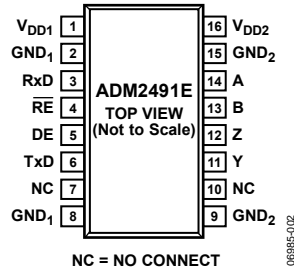 VDD1 1 16 VDD2
GND1 2 15 GND2
RxD 3 14 A
ADM2491E
R̅E̅ 4 13 B
TOP VIEW
(Not to Scale)
DE 5 12 Z
TxD 6 11 Y
NC 7 10 NC
GND1 8 9 GND2
NC = NO CONNECT
06985-002